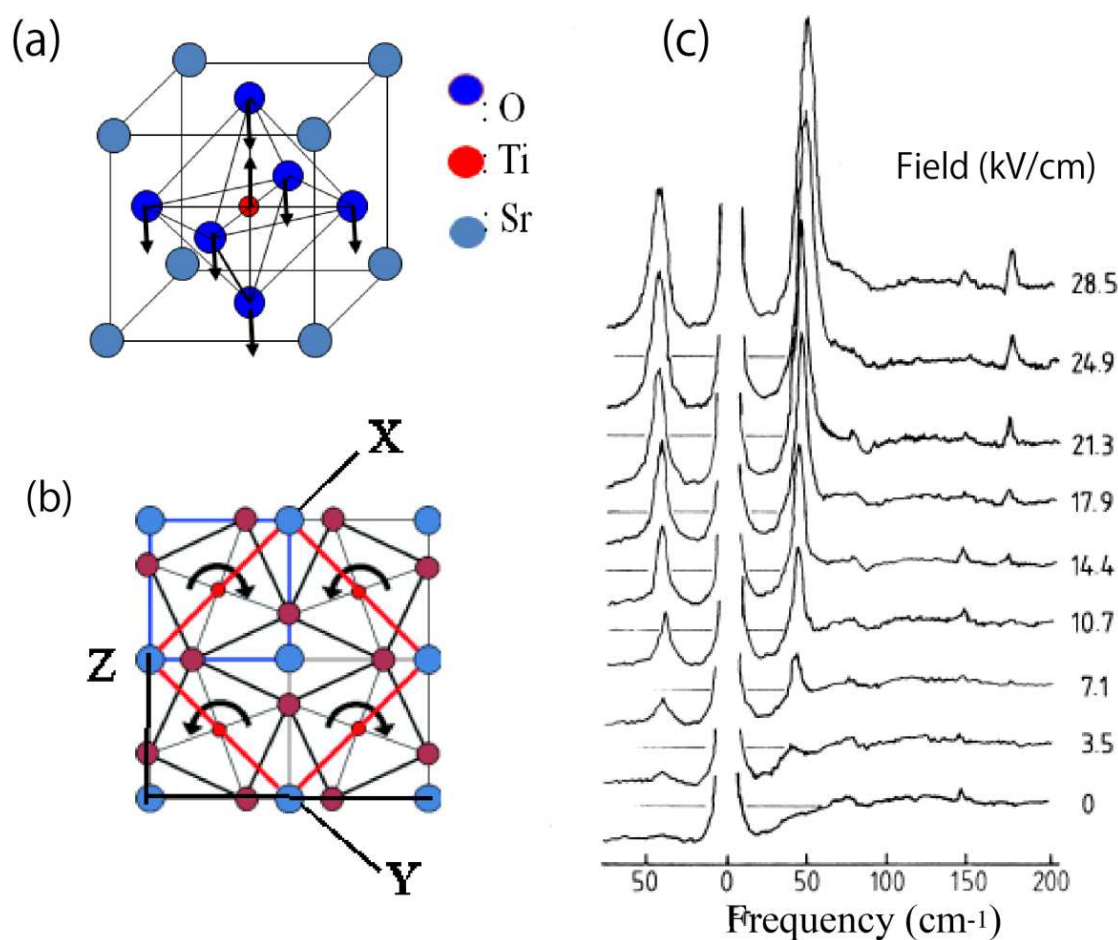 (a)
: O
: Ti
: Sr
(b)
X
Z
Y
(c)
Field (kV/cm)
28.5
24.9
21.3
17.9
14.4
10.7
7.1
3.5
0
50 0 50 100 150 200
Frequency (cm-1)